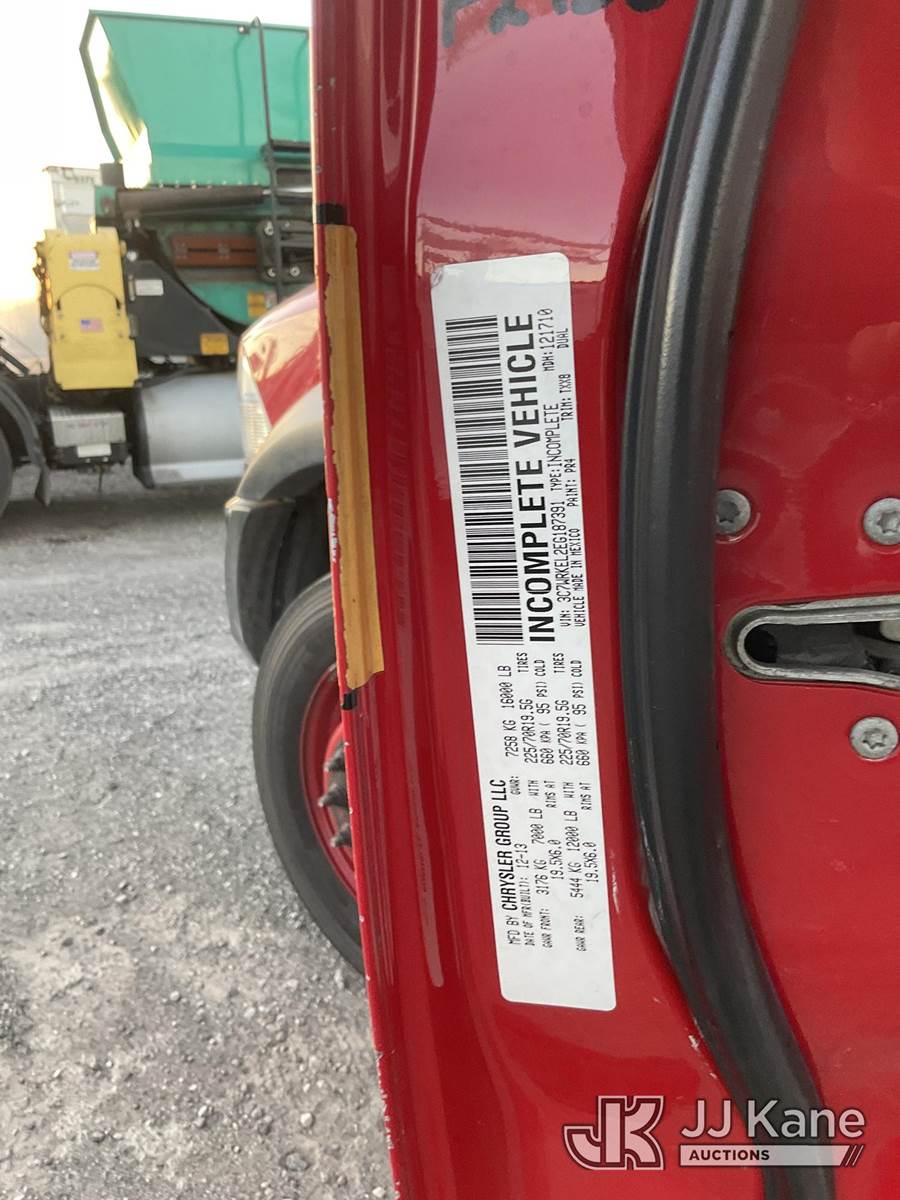 MFD BY CHRYSLER GROUP LLC
DATE OF MFR(BUILT): 12-13 GVWR: 7258 KG 16000 LB
GAWR FRONT: 3176 KG 7000 LB WITH 225/70R19.5G TIRES
19.5X6.0 RIMS AT 660 KPA ( 95 PSI) COLD
GAWR REAR: 5444 KG 12000 LB WITH 225/70R19.5G TIRES
19.5X6.0 RIMS AT 660 KPA ( 95 PSI) COLD
INCOMPLETE VEHICLE
MDH:121710
VIN: 3C7WRKEL2EG187391 TYPE:INCOMPLETE DUAL
VEHICLE MADE IN MEXICO PAINT: PR4 TRIM: TXX8
JK JJ Kane
AUCTIONS